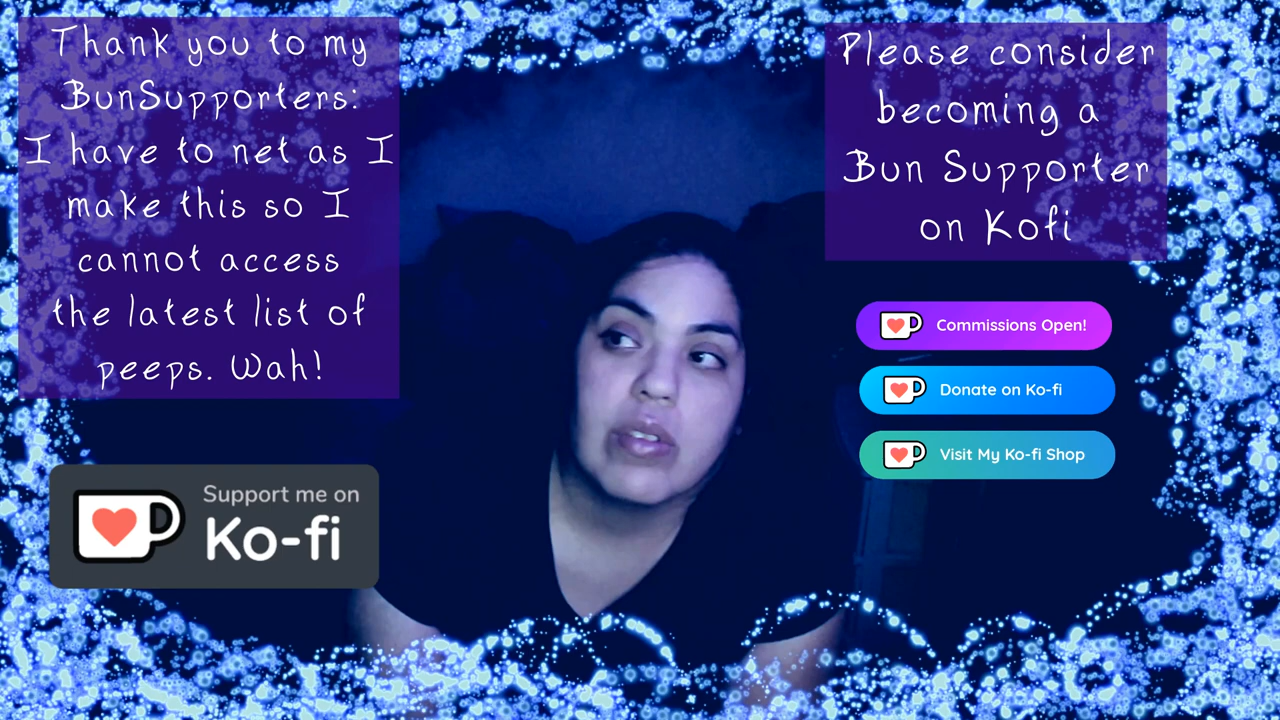 Thank you to my
BunSupporters:
I have to net as I
make this so I
cannot access
the latest list of
peeps. Wah!
Support me on
Ko-fi
Please consider
becoming a
Bun Supporter
on Kofi
Commissions Open!
Donate on Ko-fi
Visit My Ko-fi Shop